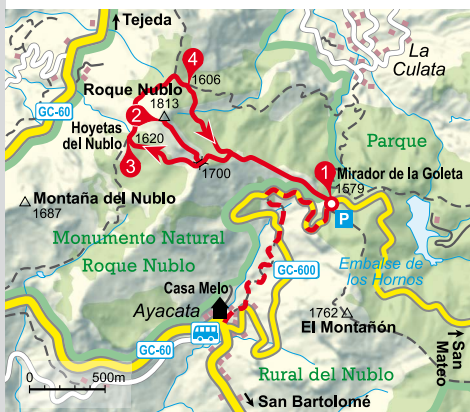 Tejeda
La
Culata
4
1606
Roque Nublo
1813
GC-60
2
Hoyetas
del Nublo
1620
Parque
3
1700
1
Mirador de la Goleta
1579
Montaña del Nublo
1687
P
Monumento Natural
Roque Nublo
GC-600
Embalse de
los Hornos
Casa Melo
Ayacata
1762
El Montañón
GC-60
San
Mateo
Rural del Nublo
0
500m
San Bartolomé